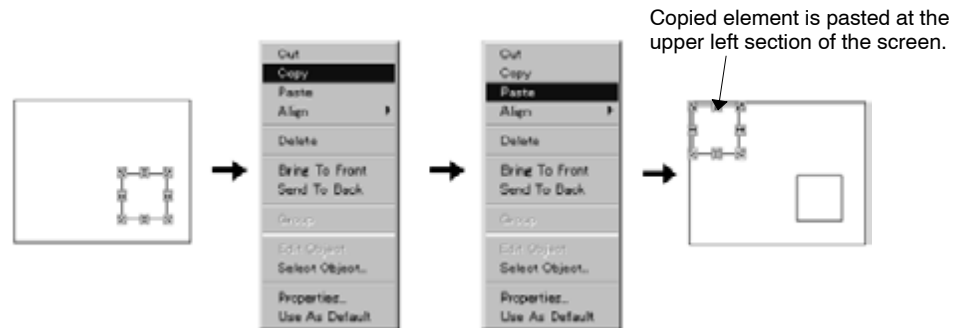 Copied element is pasted at the
upper left section of the screen.
Cut
Copy
Paste
Align
Delete
Bring To Front
Send To Back
Group
Edit Object
Select Object..
Properties..
Use As Default
Cut
Copy
Paste
Align
Delete
Bring To Front
Send To Back
Group
Edit Object
Select Object..
Properties..
Use As Default